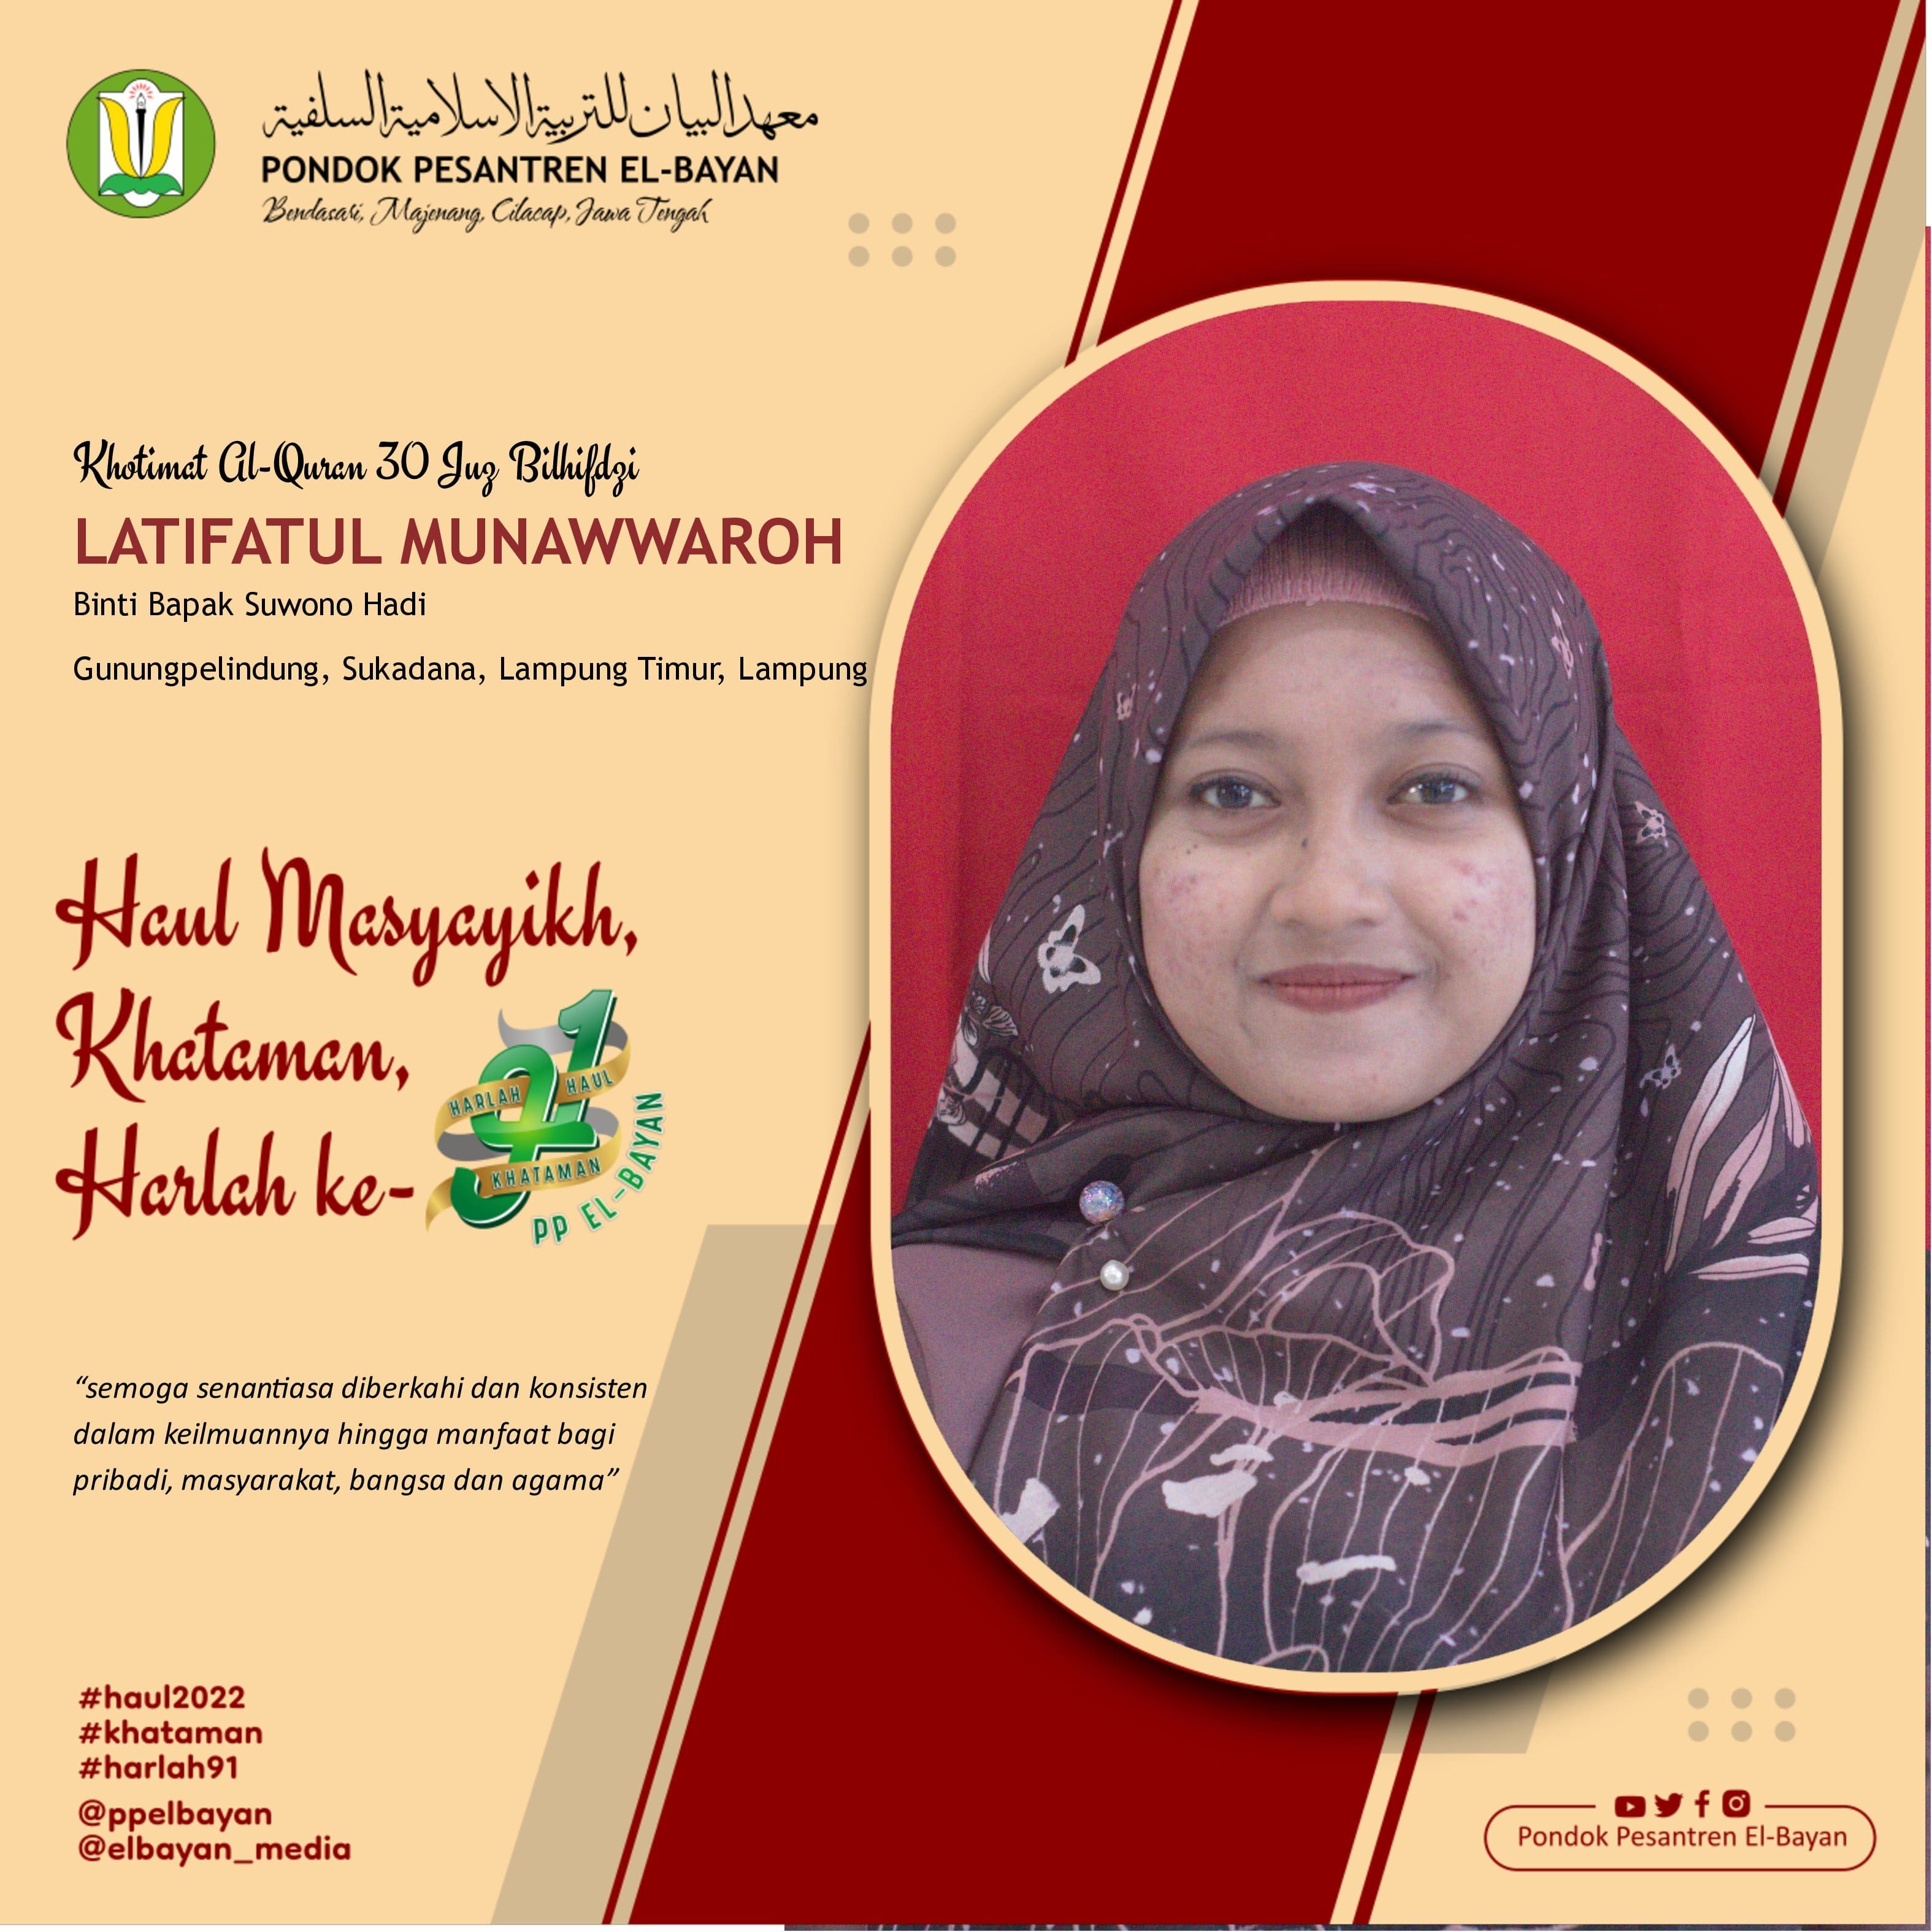 معهد البيان للتربية الاسلامية السلفية
PONDOK PESANTREN EL-BAYAN
Bendasari, Majenang, Cilacap, Jawa Tengah
Khotimat Al-Quran 30 Juz Bilhifdzi
LATIFATUL MUNAWWAROH
Binti Bapak Suwono Hadi
Gunungpelindung, Sukadana, Lampung Timur, Lampung
Haul Masyayikh,
Khataman,
Harlah ke-
91
HARLAH HAUL
KHATAMAN
PP EL-BAYAN
“semoga senantiasa diberkahi dan konsisten
dalam keilmuannya hingga manfaat bagi
pribadi, masyarakat, bangsa dan agama”
#haul2022
#khataman
#harlah91
@ppelbayan
@elbayan_media
Pondok Pesantren El-Bayan